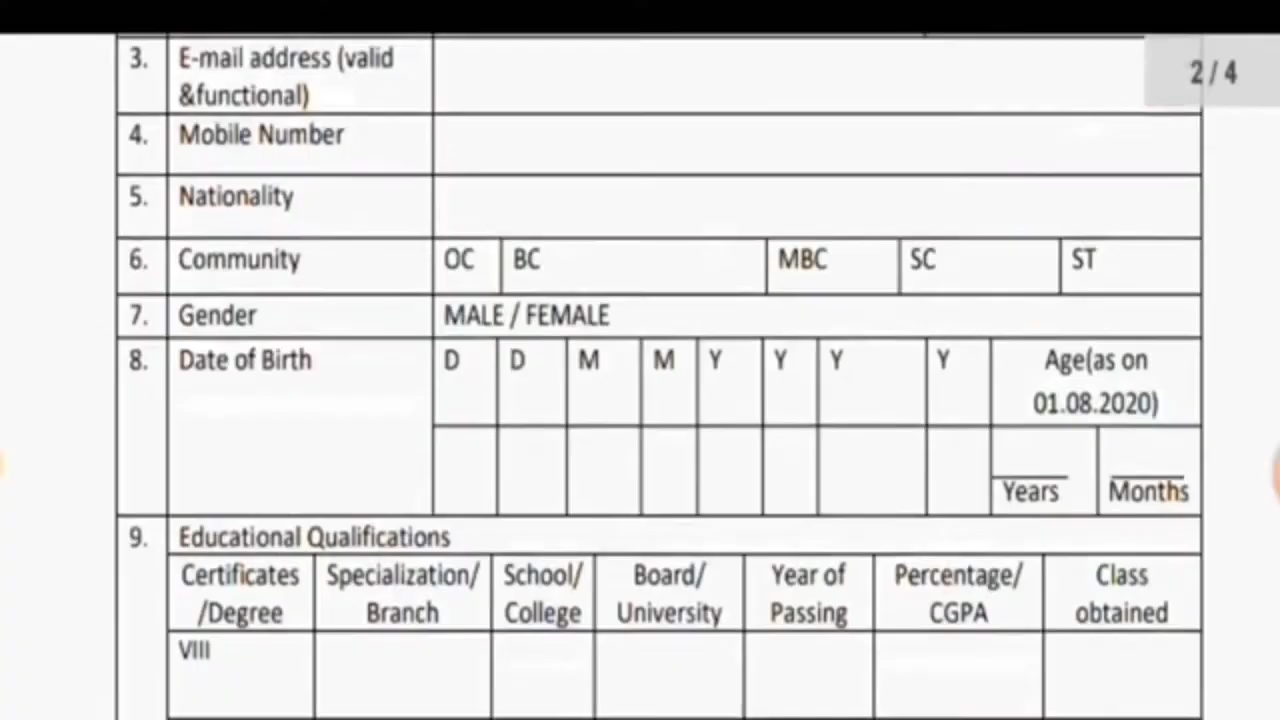 2 / 4
3. E-mail address (valid
&functional)
4. Mobile Number
5. Nationality
6. Community OC BC MBC SC ST
7. Gender MALE / FEMALE
8. Date of Birth D D M M Y Y Y Y Age(as on
01.08.2020)
Years Months
9. Educational Qualifications
Certificates Specialization/ School/ Board/ Year of Percentage/ Class
/Degree Branch College University Passing CGPA obtained
VIII